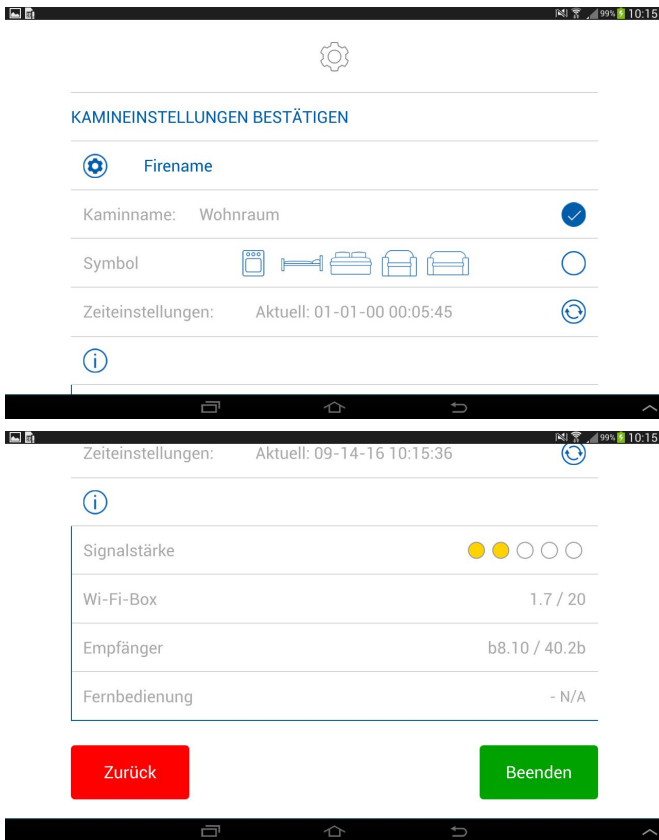 99% 10:15
KAMINEINSTELLUNGEN BESTÄTIGEN
Firename
Kaminname: Wohnraum
Symbol
Zeiteinstellungen: Aktuell: 01-01-00 00:05:45
i
99% 10:15
Zeiteinstellungen: Aktuell: 09-14-16 10:15:36
i
Signalstärke
Wi-Fi-Box 1.7 / 20
Empfänger b8.10 / 40.2b
Fernbedienung - N/A
Zurück Beenden